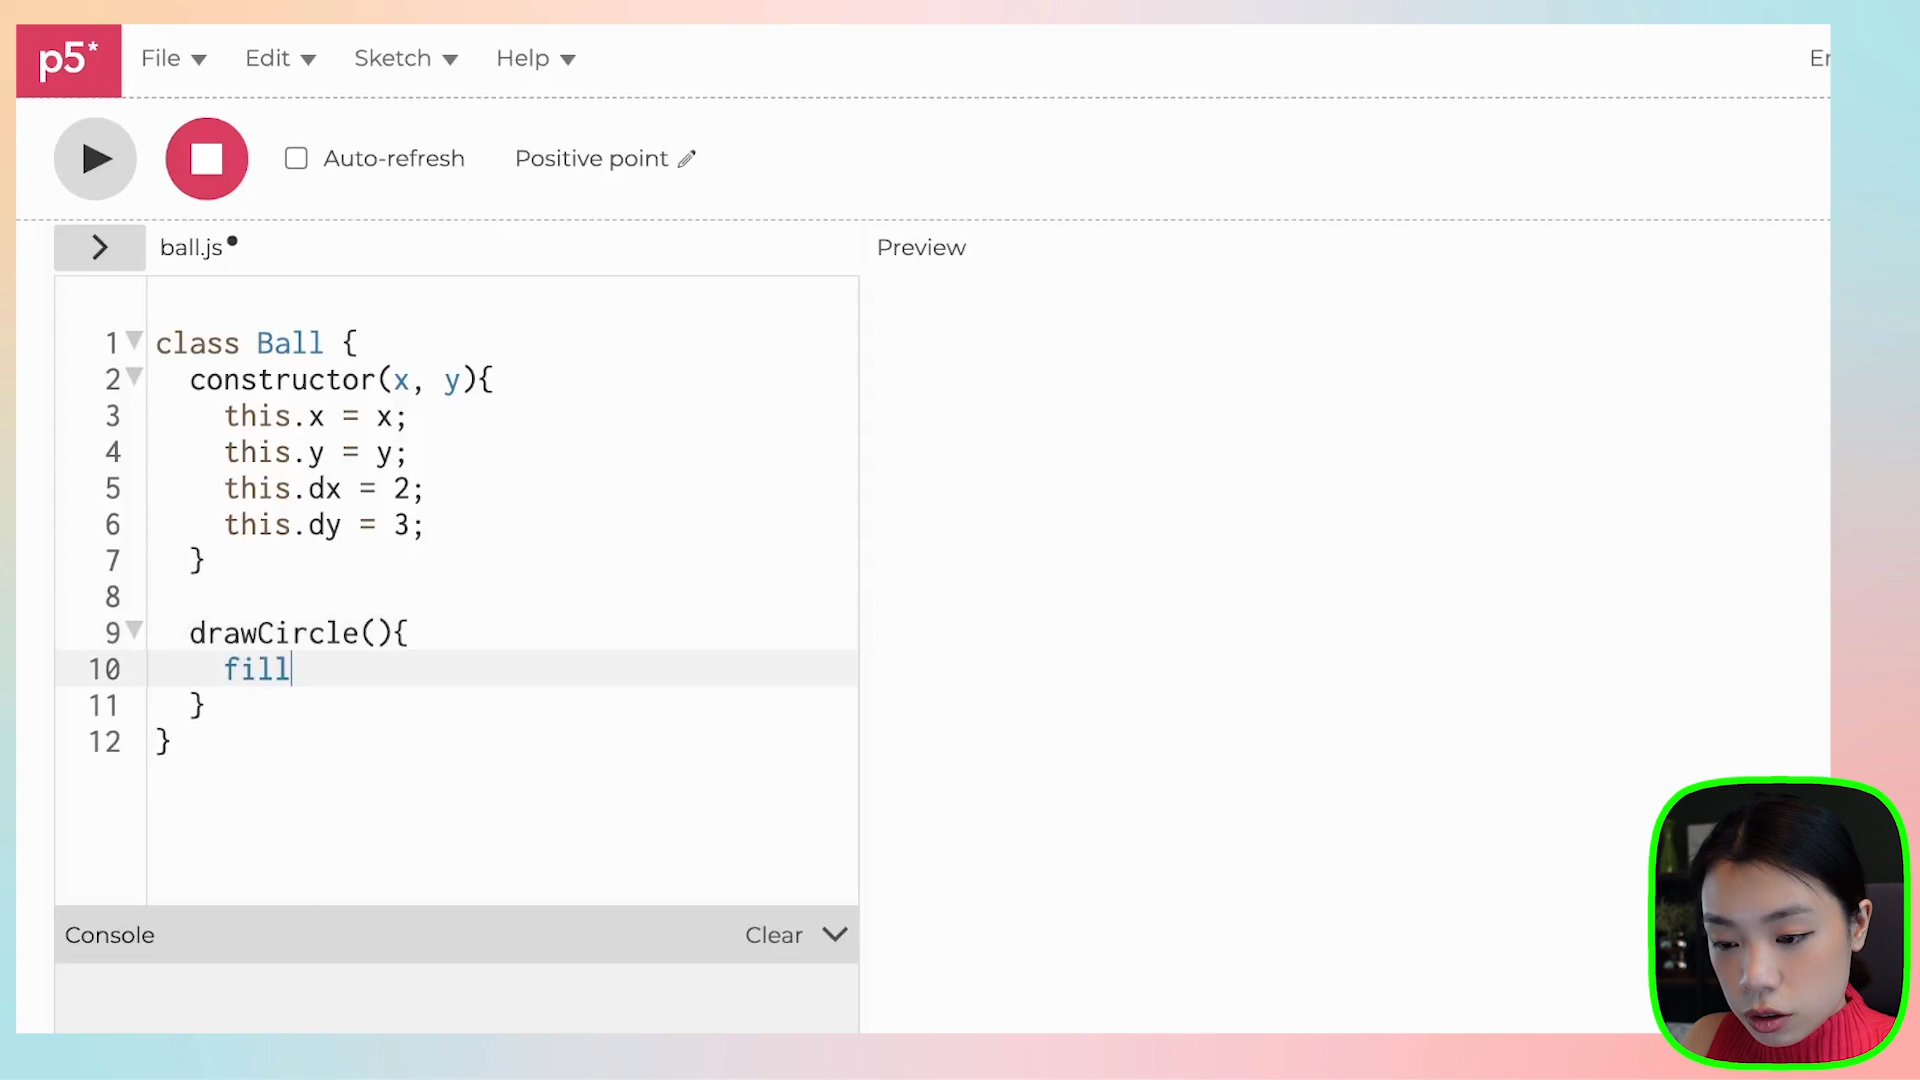 p5*
File Edit Sketch Help
Er
Auto-refresh Positive point
ball.js
Preview
1 class Ball {
2 constructor(x, y){
3 this.x = x;
4 this.y = y;
5 this.dx = 2;
6 this.dy = 3;
7 }
8
9 drawCircle(){
10 fill
11 }
12 }
Console Clear